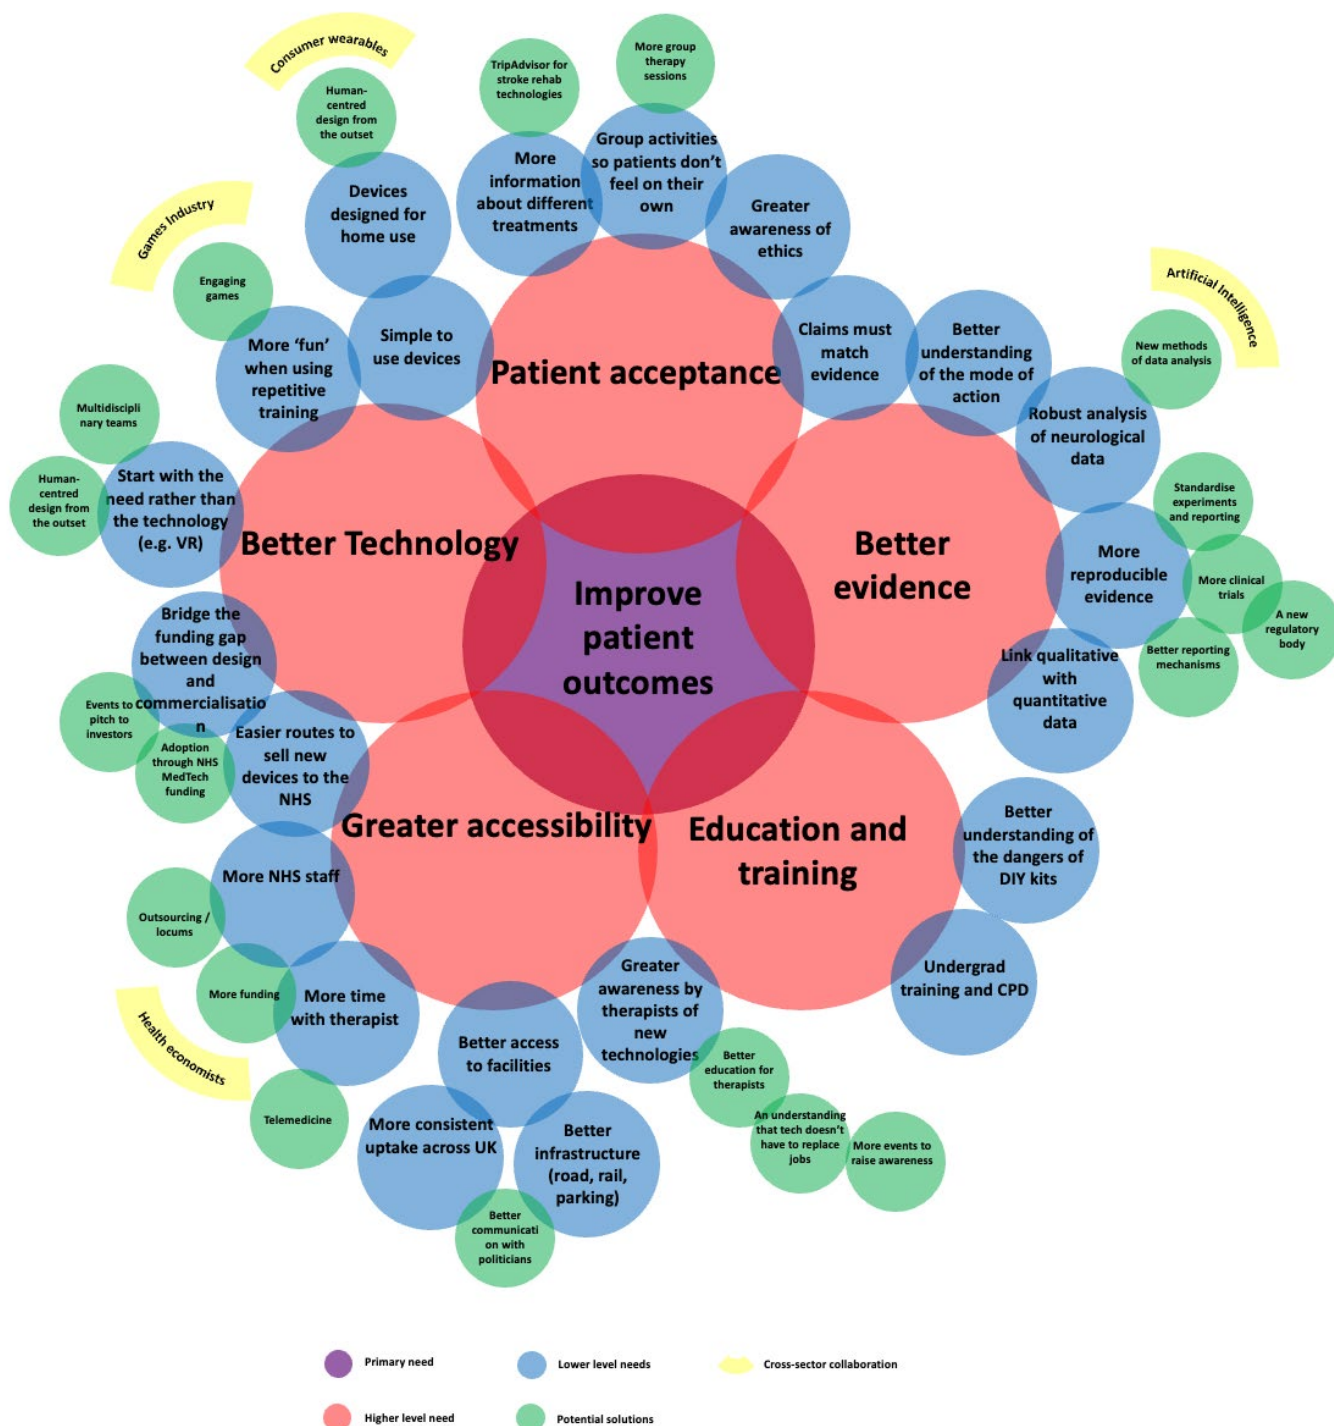 Consumer wearables
Human-
centred
design from
the outset
TripAdvisor for
stroke rehab
technologies
More group
therapy
sessions
Devices
designed for
home use
More
information
about different
treatments
Group activities
so patients don’t
feel on their
own
Greater
awareness of
ethics
Games Industry
Engaging
games
More ‘fun’
when using
repetitive
training
Simple to
use devices
Patient acceptance
Claims must
match
evidence
Better
understanding
of the mode of
action
Artificial Intelligence
New methods
of data analysis
Robust analysis
of neurological
data
Multidiscipli
nary teams
Human-
centred
design from
the outset
Start with the
need rather than
the technology
(e.g. VR)
Better Technology
Improve
patient
outcomes
Better
evidence
Standardise
experiments
and reporting
More
reproducible
evidence
More clinical
trials
A new
regulatory
body
Better reporting
mechanisms
Link qualitative
with
quantitative
data
Bridge the
funding gap
between design
and
commercialisatio
n
Events to
pitch to
investors
Adoption
through NHS
MedTech
funding
Easier routes to
sell new
devices to the
NHS
Greater accessibility
Education and
training
Better
understanding of
the dangers of
DIY kits
Undergrad
training and CPD
More NHS staff
Outsourcing /
locums
More funding
More time
with therapist
Health economists
Telemedicine
Better access
to facilities
Greater
awareness by
therapists of
new
technologies
Better
education for
therapists
An understanding
that tech doesn’t
have to replace
jobs
More events to
raise awareness
More consistent
uptake across UK
Better
infrastructure
(road, rail,
parking)
Better
communicati
on with
politicians
Primary need
Lower level needs
Cross-sector collaboration
Higher level need
Potential solutions